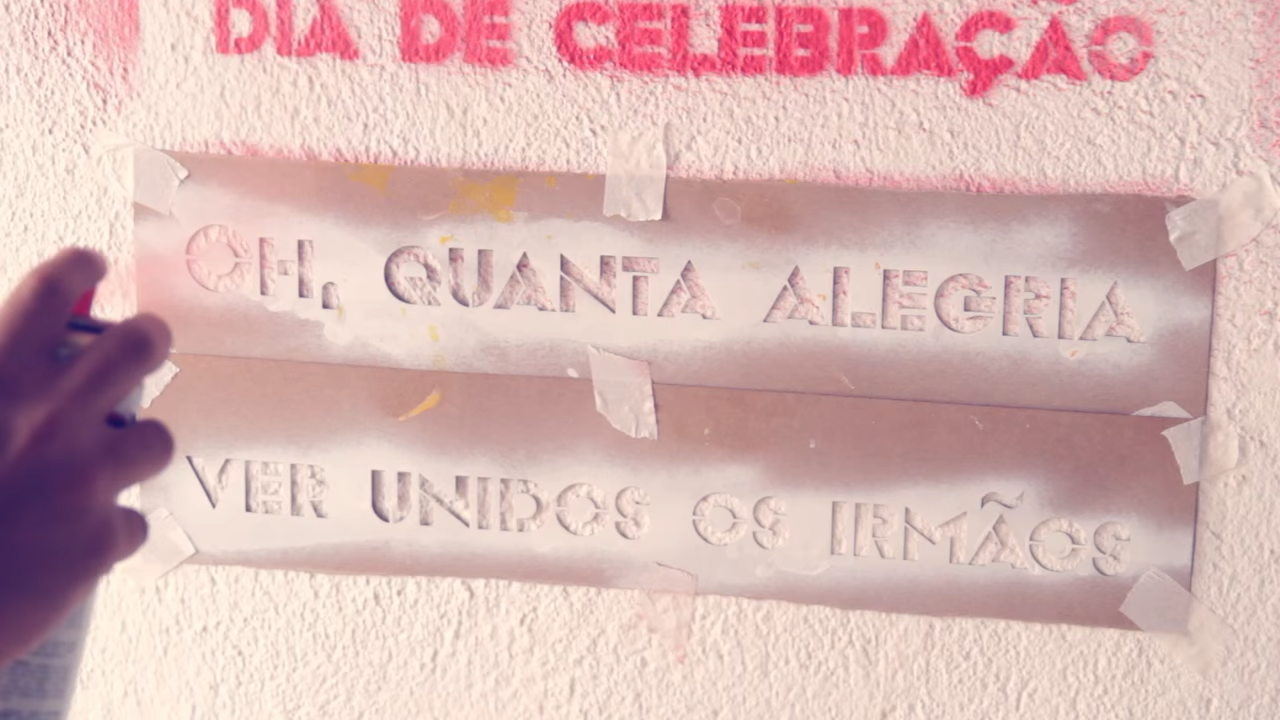 DIA DE CELEBRAÇÃO
OH, QUANTA ALEGRIA
VER UNIDOS OS IRMÃOS